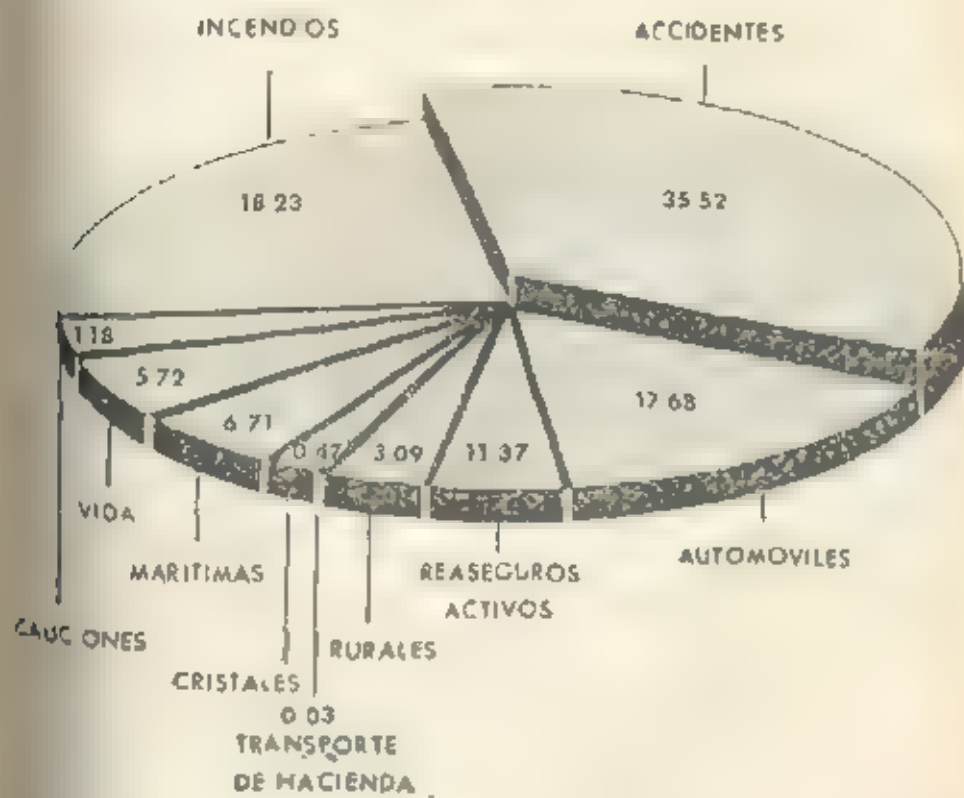 INCENDIOS
ACCIDENTES
18 23
35 52
1 18
5 72
6 71
0 47
3 09
11 37
17 68
VIDA
MARITIMAS
REASEGUROS
ACTIVOS
AUTOMOVILES
CAUCIONES
CRISTALES
RURALES
0 03
TRANSPORTE
DE HACIENDA